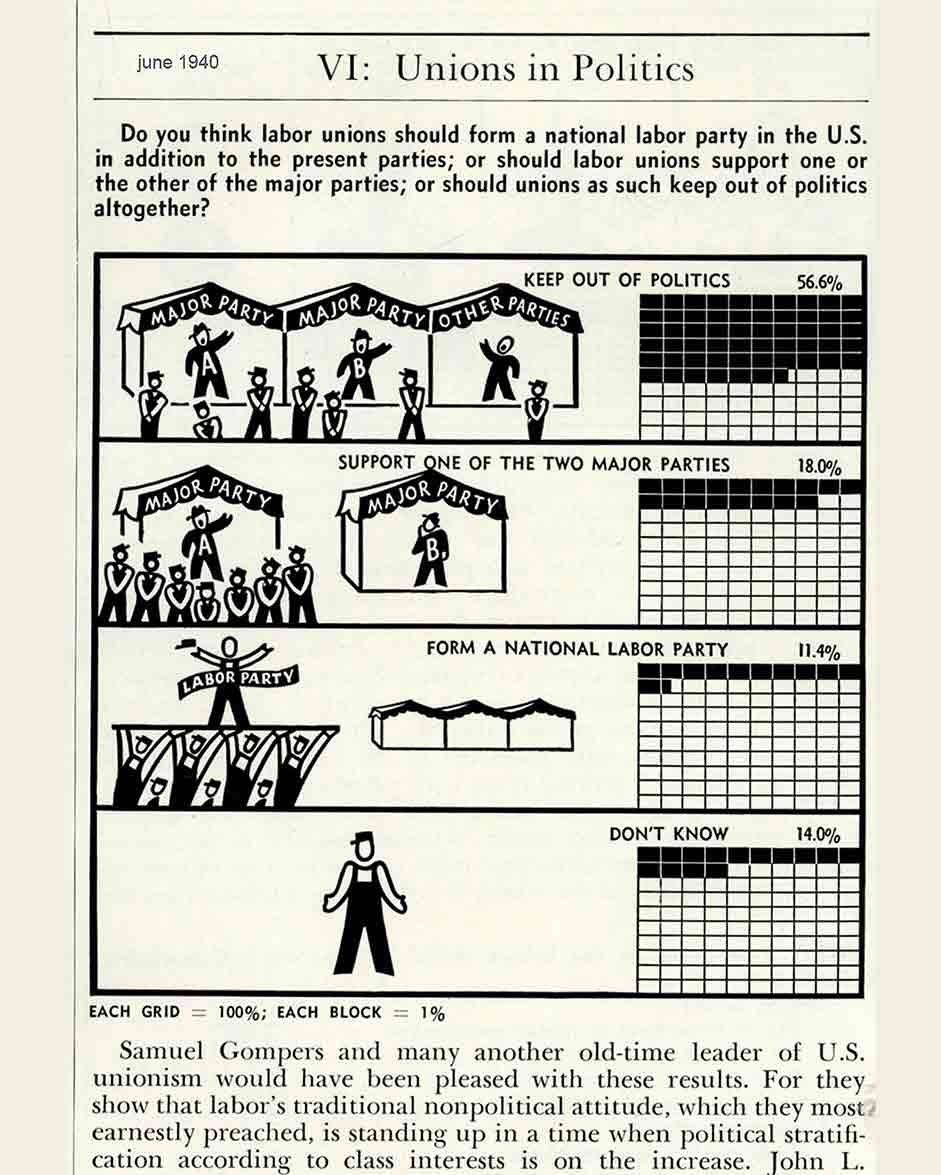 june 1940
VI: Unions in Politics
Do you think labor unions should form a national labor party in the U.S.
in addition to the present parties; or should labor unions support one or
the other of the major parties; or should unions as such keep out of politics
altogether?
KEEP OUT OF POLITICS 56.6%
MAJOR PARTY MAJOR PARTY OTHER PARTIES
A B
SUPPORT ONE OF THE TWO MAJOR PARTIES 18.0%
MAJOR PARTY MAJOR PARTY
A B
FORM A NATIONAL LABOR PARTY 11.4%
LABOR PARTY
DON'T KNOW 14.0%
EACH GRID = 100%; EACH BLOCK = 1%
Samuel Gompers and many another old-time leader of U.S.
unionism would have been pleased with these results. For they
show that labor's traditional nonpolitical attitude, which they most
earnestly preached, is standing up in a time when political stratifi-
cation according to class interests is on the increase. John L.